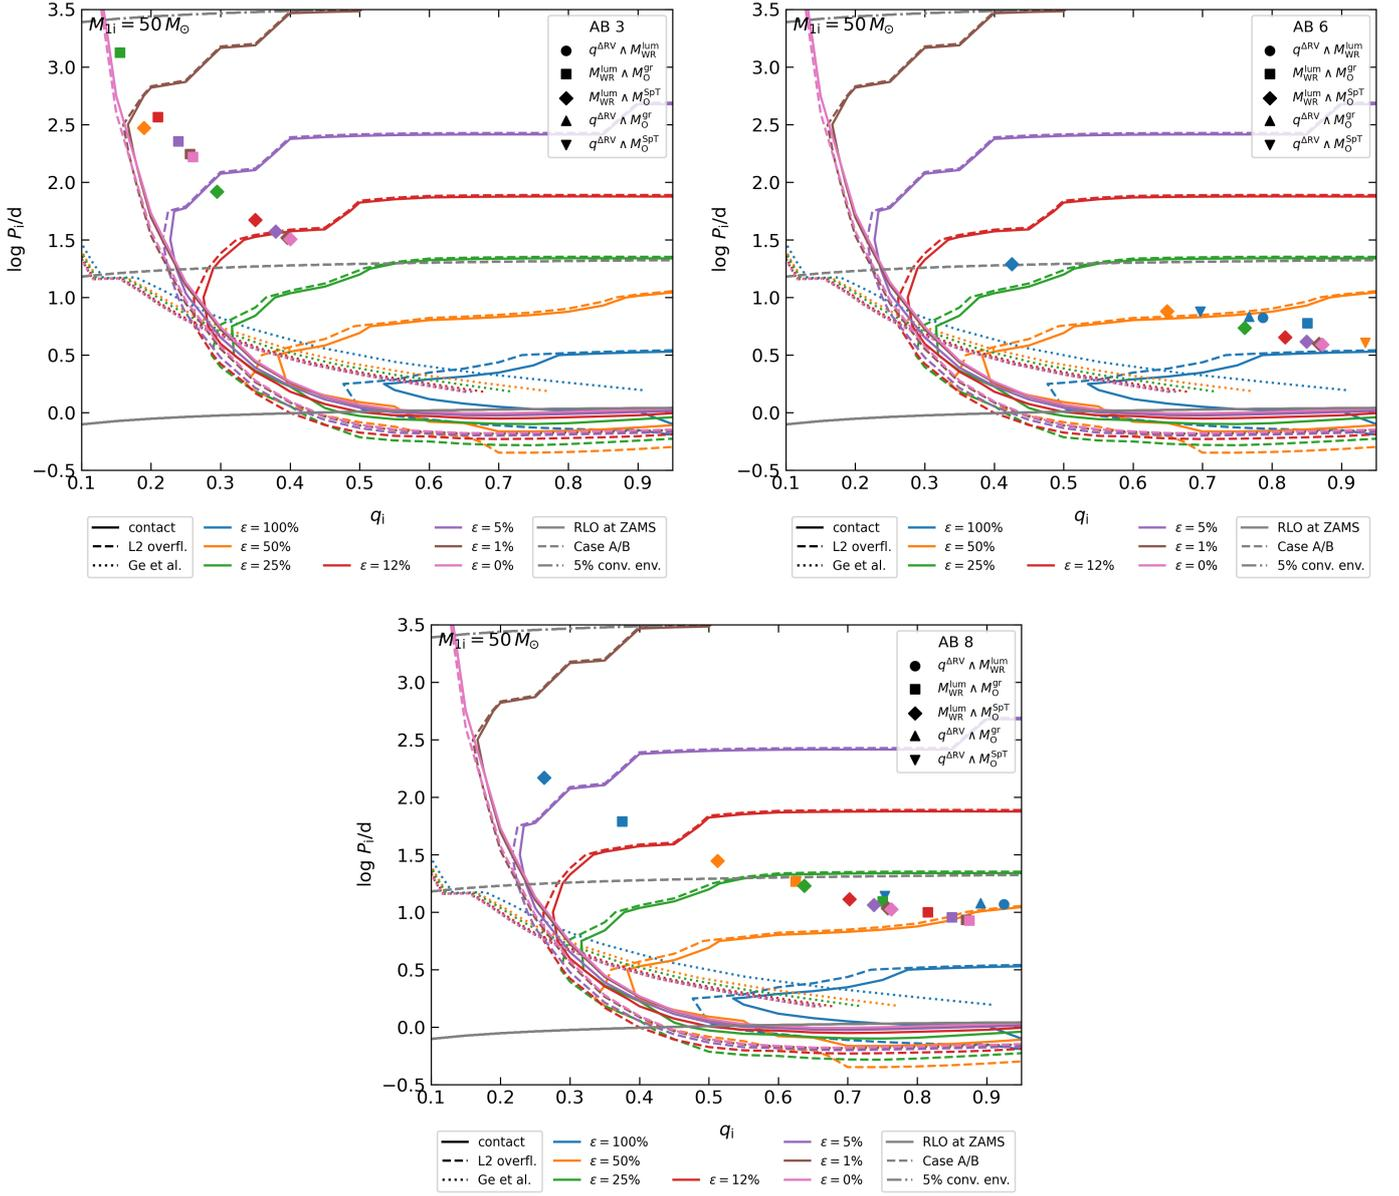 M₁ᵢ = 50 M⊙
AB 3
q^ΔRV ∧ M_WR^lum
M_WR^lum ∧ M_O^gr
M_WR^lum ∧ M_O^SpT
q^ΔRV ∧ M_O^gr
q^ΔRV ∧ M_O^SpT
3.5
3.0
2.5
2.0
1.5
1.0
0.5
0.0
−0.5
log Pᵢ/d
0.1 0.2 0.3 0.4 0.5 0.6 0.7 0.8 0.9
qᵢ
contact ε = 100% ε = 5% RLO at ZAMS
L2 overfl. ε = 50% ε = 1% Case A/B
Ge et al. ε = 25% ε = 12% ε = 0% 5% conv. env.
M₁ᵢ = 50 M⊙
AB 6
q^ΔRV ∧ M_WR^lum
M_WR^lum ∧ M_O^gr
M_WR^lum ∧ M_O^SpT
q^ΔRV ∧ M_O^gr
q^ΔRV ∧ M_O^SpT
3.5
3.0
2.5
2.0
1.5
1.0
0.5
0.0
−0.5
log Pᵢ/d
0.1 0.2 0.3 0.4 0.5 0.6 0.7 0.8 0.9
qᵢ
contact ε = 100% ε = 5% RLO at ZAMS
L2 overfl. ε = 50% ε = 1% Case A/B
Ge et al. ε = 25% ε = 12% ε = 0% 5% conv. env.
M₁ᵢ = 50 M⊙
AB 8
q^ΔRV ∧ M_WR^lum
M_WR^lum ∧ M_O^gr
M_WR^lum ∧ M_O^SpT
q^ΔRV ∧ M_O^gr
q^ΔRV ∧ M_O^SpT
3.5
3.0
2.5
2.0
1.5
1.0
0.5
0.0
−0.5
log Pᵢ/d
0.1 0.2 0.3 0.4 0.5 0.6 0.7 0.8 0.9
qᵢ
contact ε = 100% ε = 5% RLO at ZAMS
L2 overfl. ε = 50% ε = 1% Case A/B
Ge et al. ε = 25% ε = 12% ε = 0% 5% conv. env.